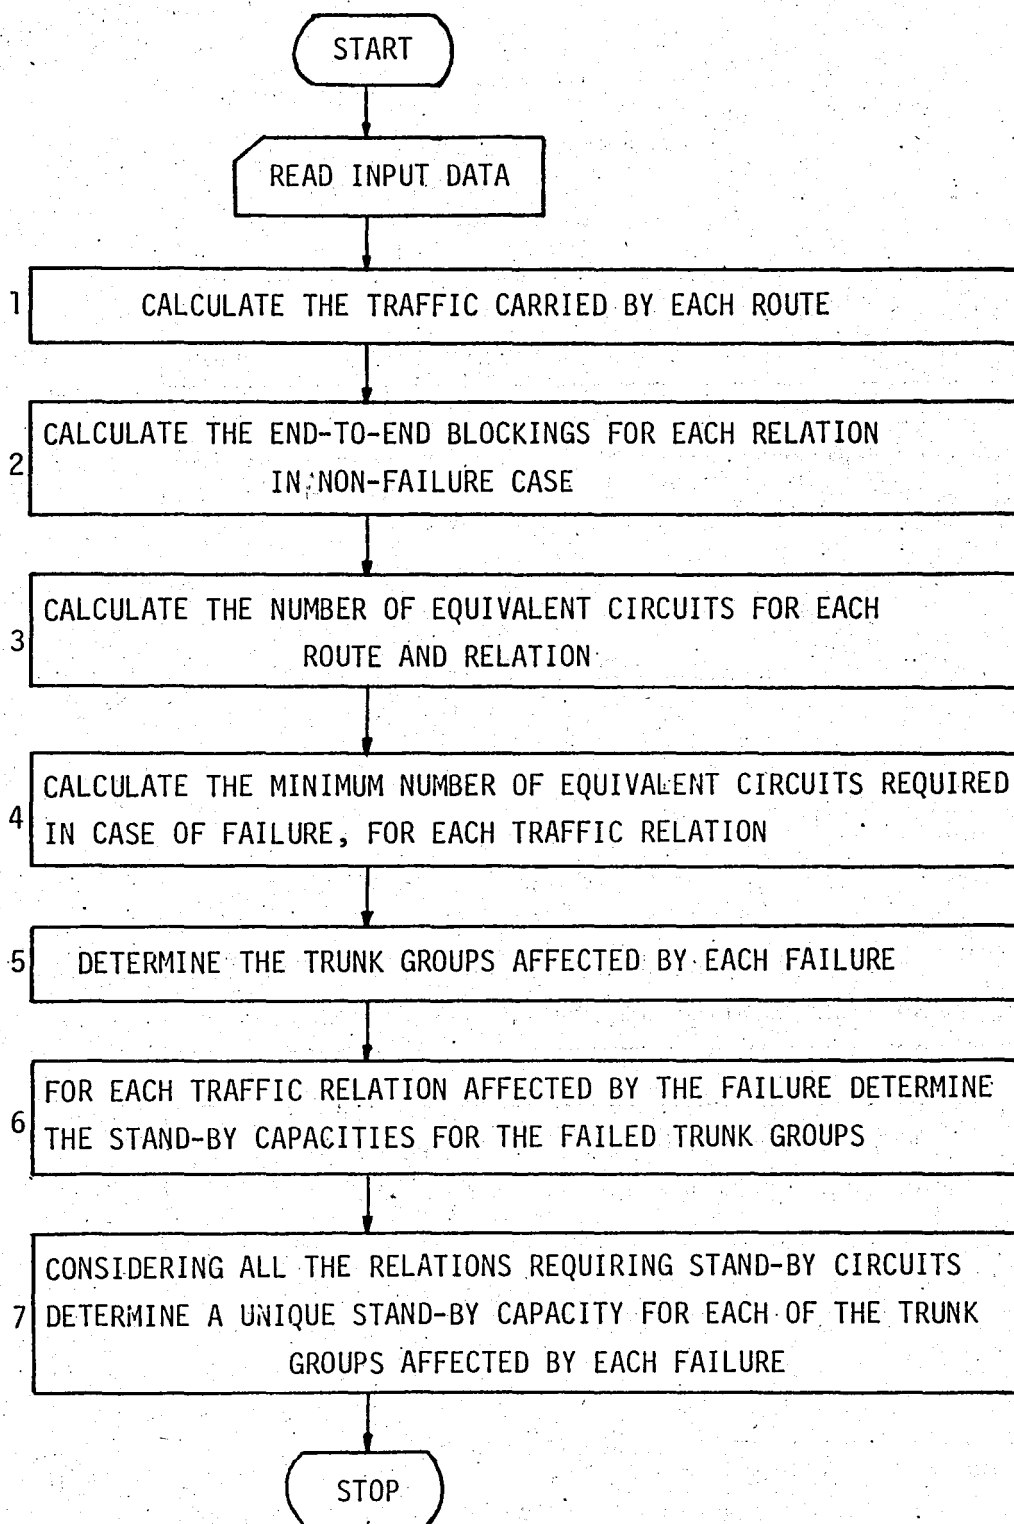 START
READ INPUT DATA
1
CALCULATE THE TRAFFIC CARRIED BY EACH ROUTE
CALCULATE THE END-TO-END BLOCKINGS FOR EACH RELATION
2
IN NON-FAILURE CASE
CALCULATE THE NUMBER OF EQUIVALENT CIRCUITS FOR EACH
3
ROUTE AND RELATION
CALCULATE THE MINIMUM NUMBER OF EQUIVALENT CIRCUITS REQUIRED
4
IN CASE OF FAILURE, FOR EACH TRAFFIC RELATION
5
DETERMINE THE TRUNK GROUPS AFFECTED BY EACH FAILURE
FOR EACH TRAFFIC RELATION AFFECTED BY THE FAILURE DETERMINE
6
THE STAND-BY CAPACITIES FOR THE FAILED TRUNK GROUPS
CONSIDERING ALL THE RELATIONS REQUIRING STAND-BY CIRCUITS
7
DETERMINE A UNIQUE STAND-BY CAPACITY FOR EACH OF THE TRUNK
GROUPS AFFECTED BY EACH FAILURE
STOP